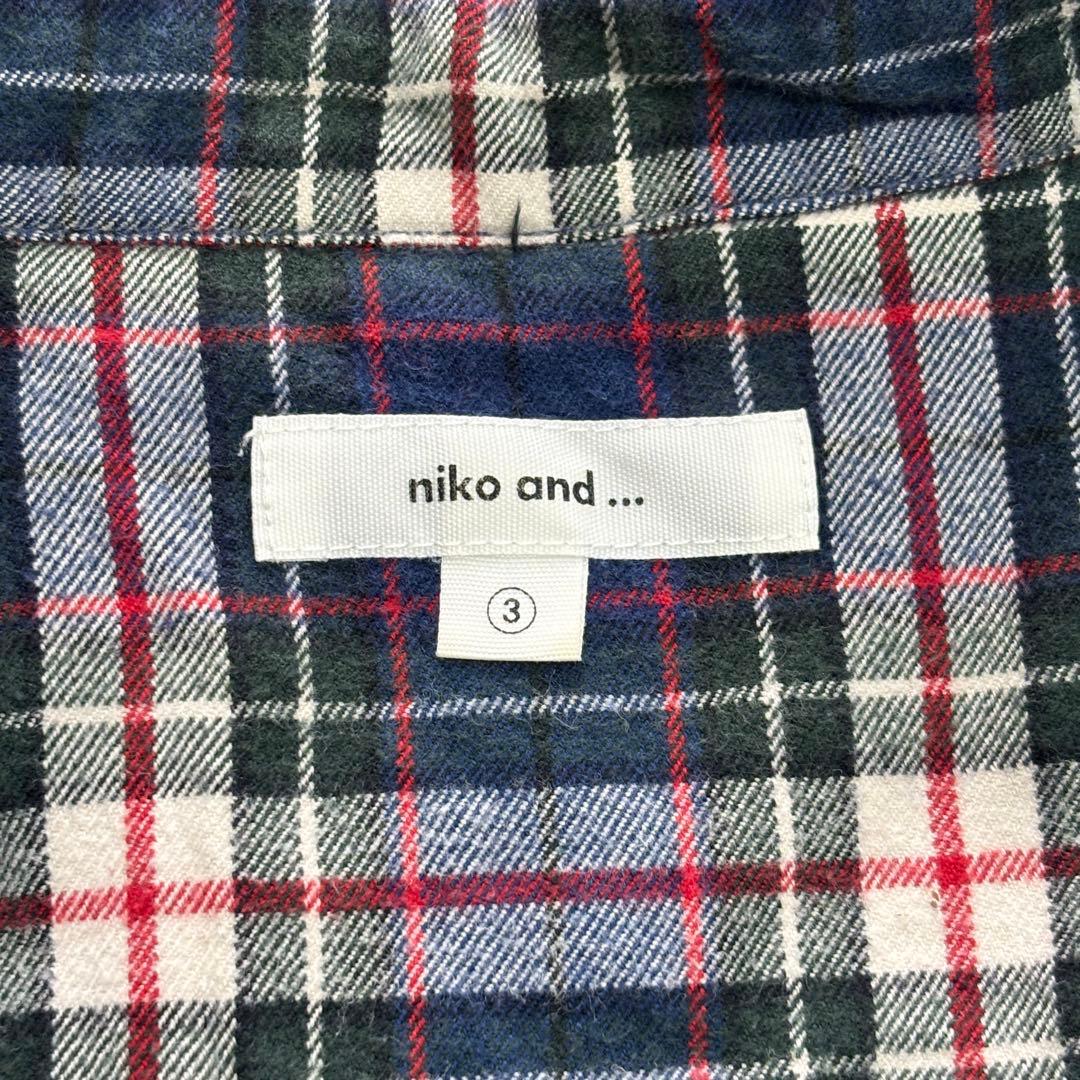 niko and ...
③